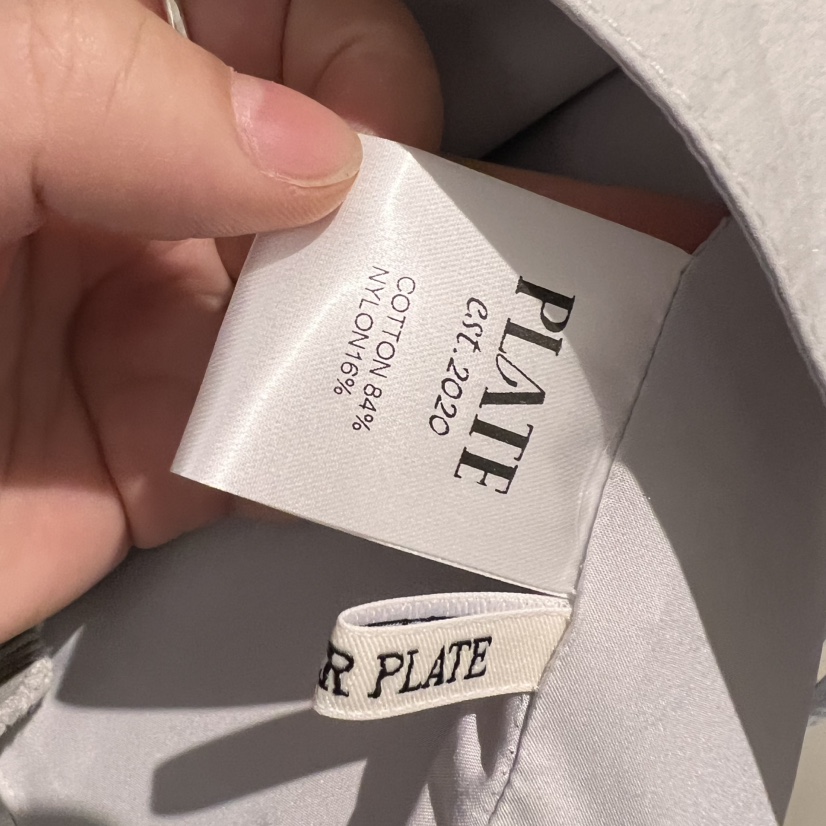 PLATE
est.2020
COTTON 84%
NYLON16%
R PLATE